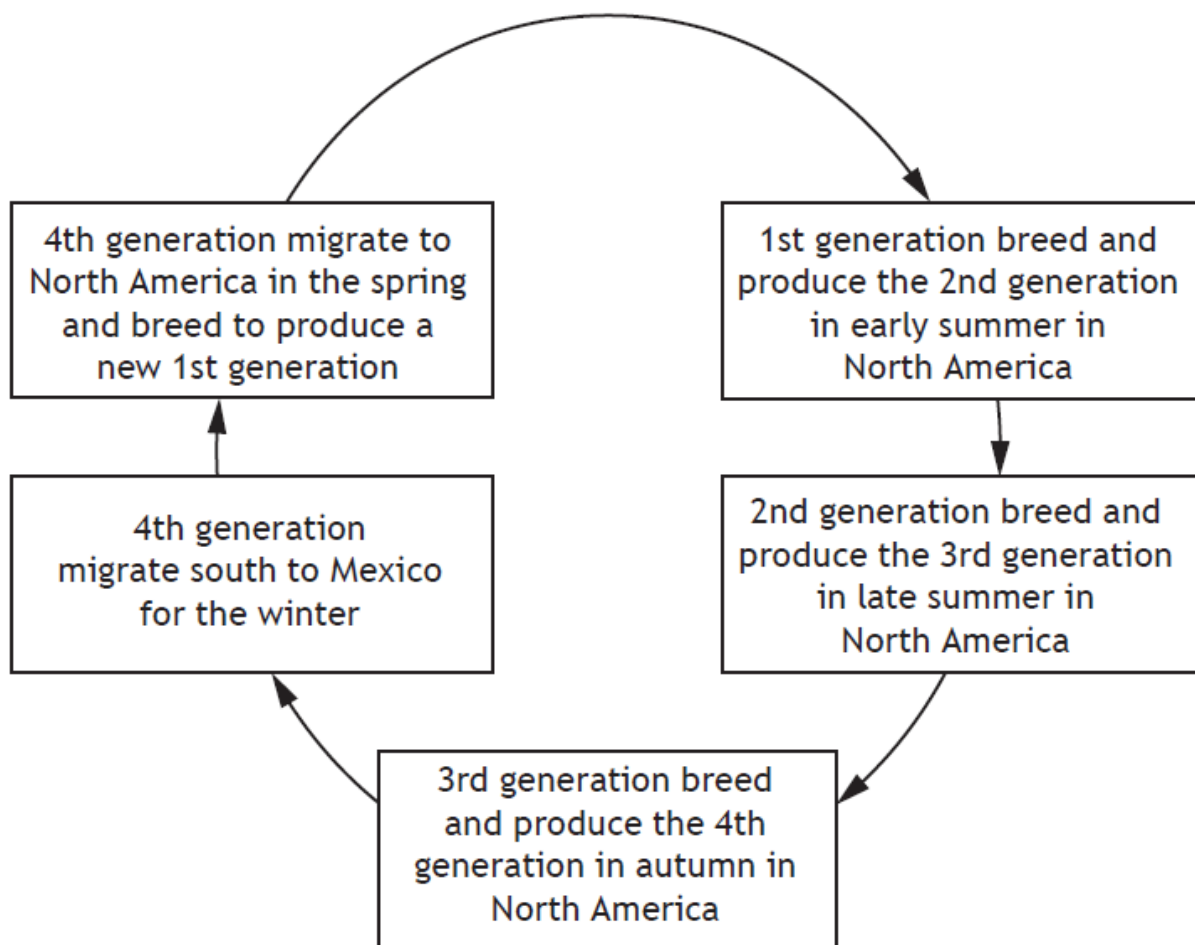 4th generation migrate to
North America in the spring
and breed to produce a
new 1st generation
1st generation breed and
produce the 2nd generation
in early summer in
North America
2nd generation breed and
produce the 3rd generation
in late summer in
North America
3rd generation breed
and produce the 4th
generation in autumn in
North America
4th generation
migrate south to Mexico
for the winter